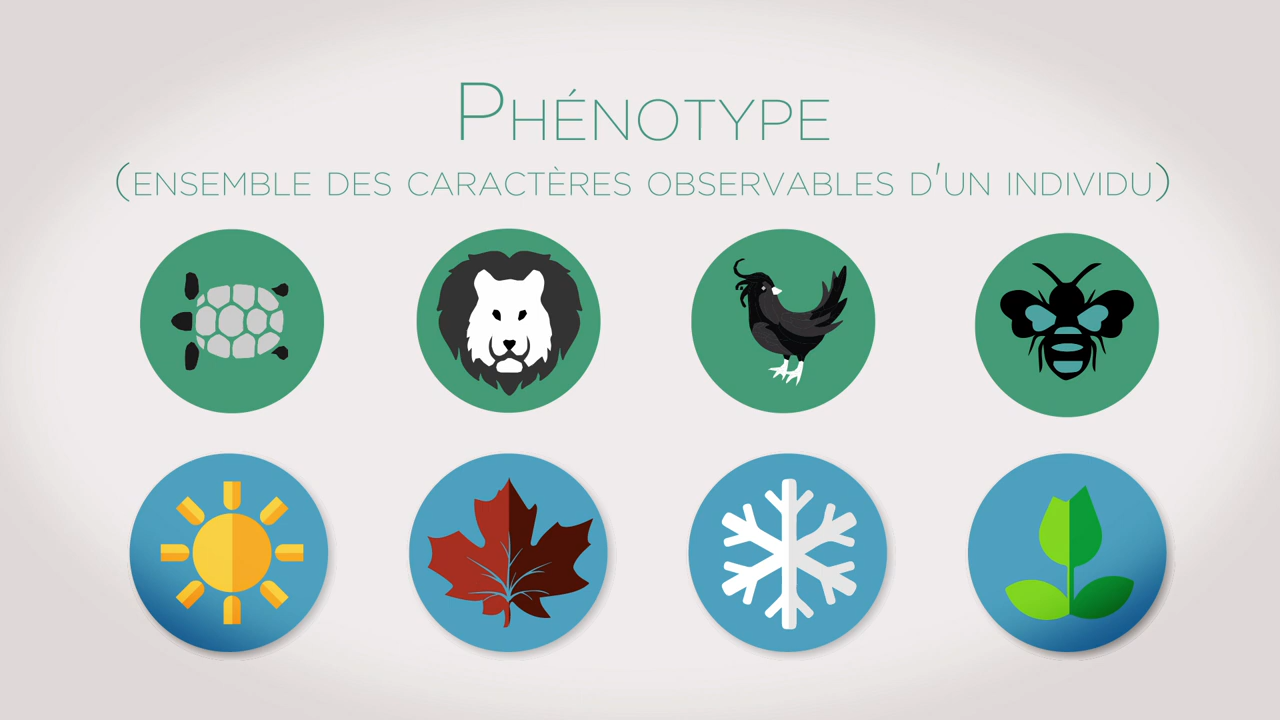 Phénotype
(ensemble des caractères observables d'un individu)